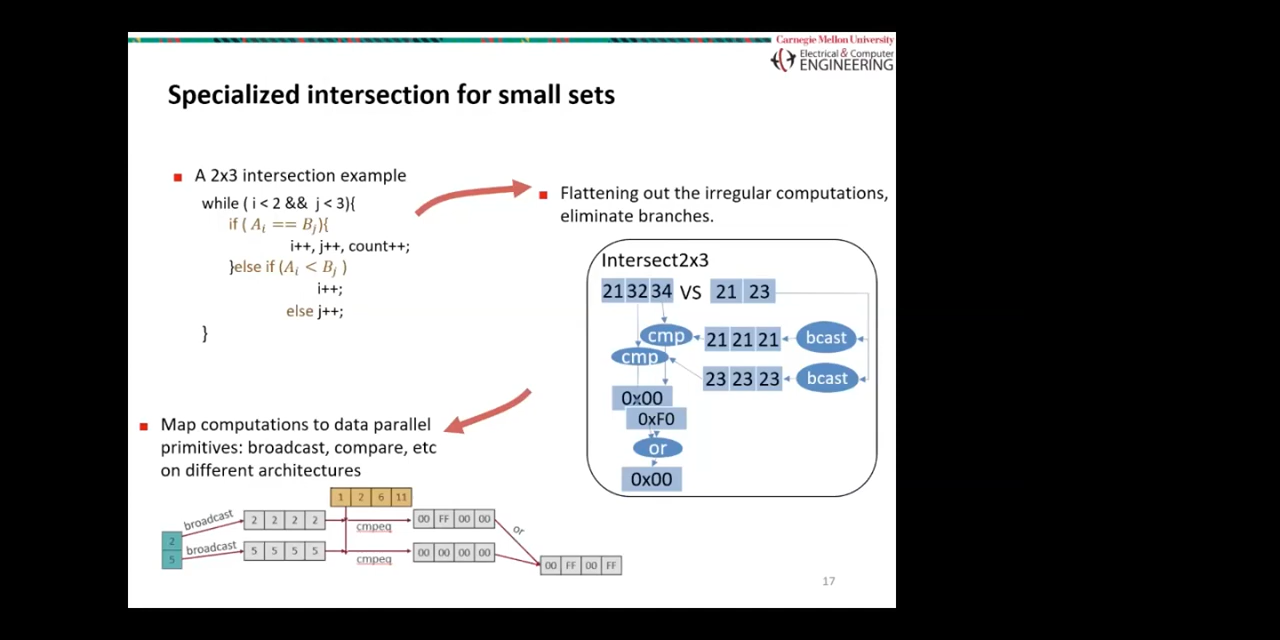 Carnegie Mellon University
Electrical & Computer
ENGINEERING
Specialized intersection for small sets
A 2x3 intersection example
while ( i < 2 && j < 3){
if ( A_i == B_j){
i++, j++, count++;
}else if (A_i < B_j )
i++;
else j++;
}
Flattening out the irregular computations,
eliminate branches.
Intersect2x3
21 32 34 VS 21 23
cmp 21 21 21 bcast
cmp
23 23 23 bcast
0x00
0xF0
or
0x00
Map computations to data parallel
primitives: broadcast, compare, etc
on different architectures
1 2 6 11
broadcast 2 2 2 2 cmpeq 00 FF 00 00 or
2
5
broadcast 5 5 5 5 cmpeq 00 00 00 00
00 FF 00 FF
17